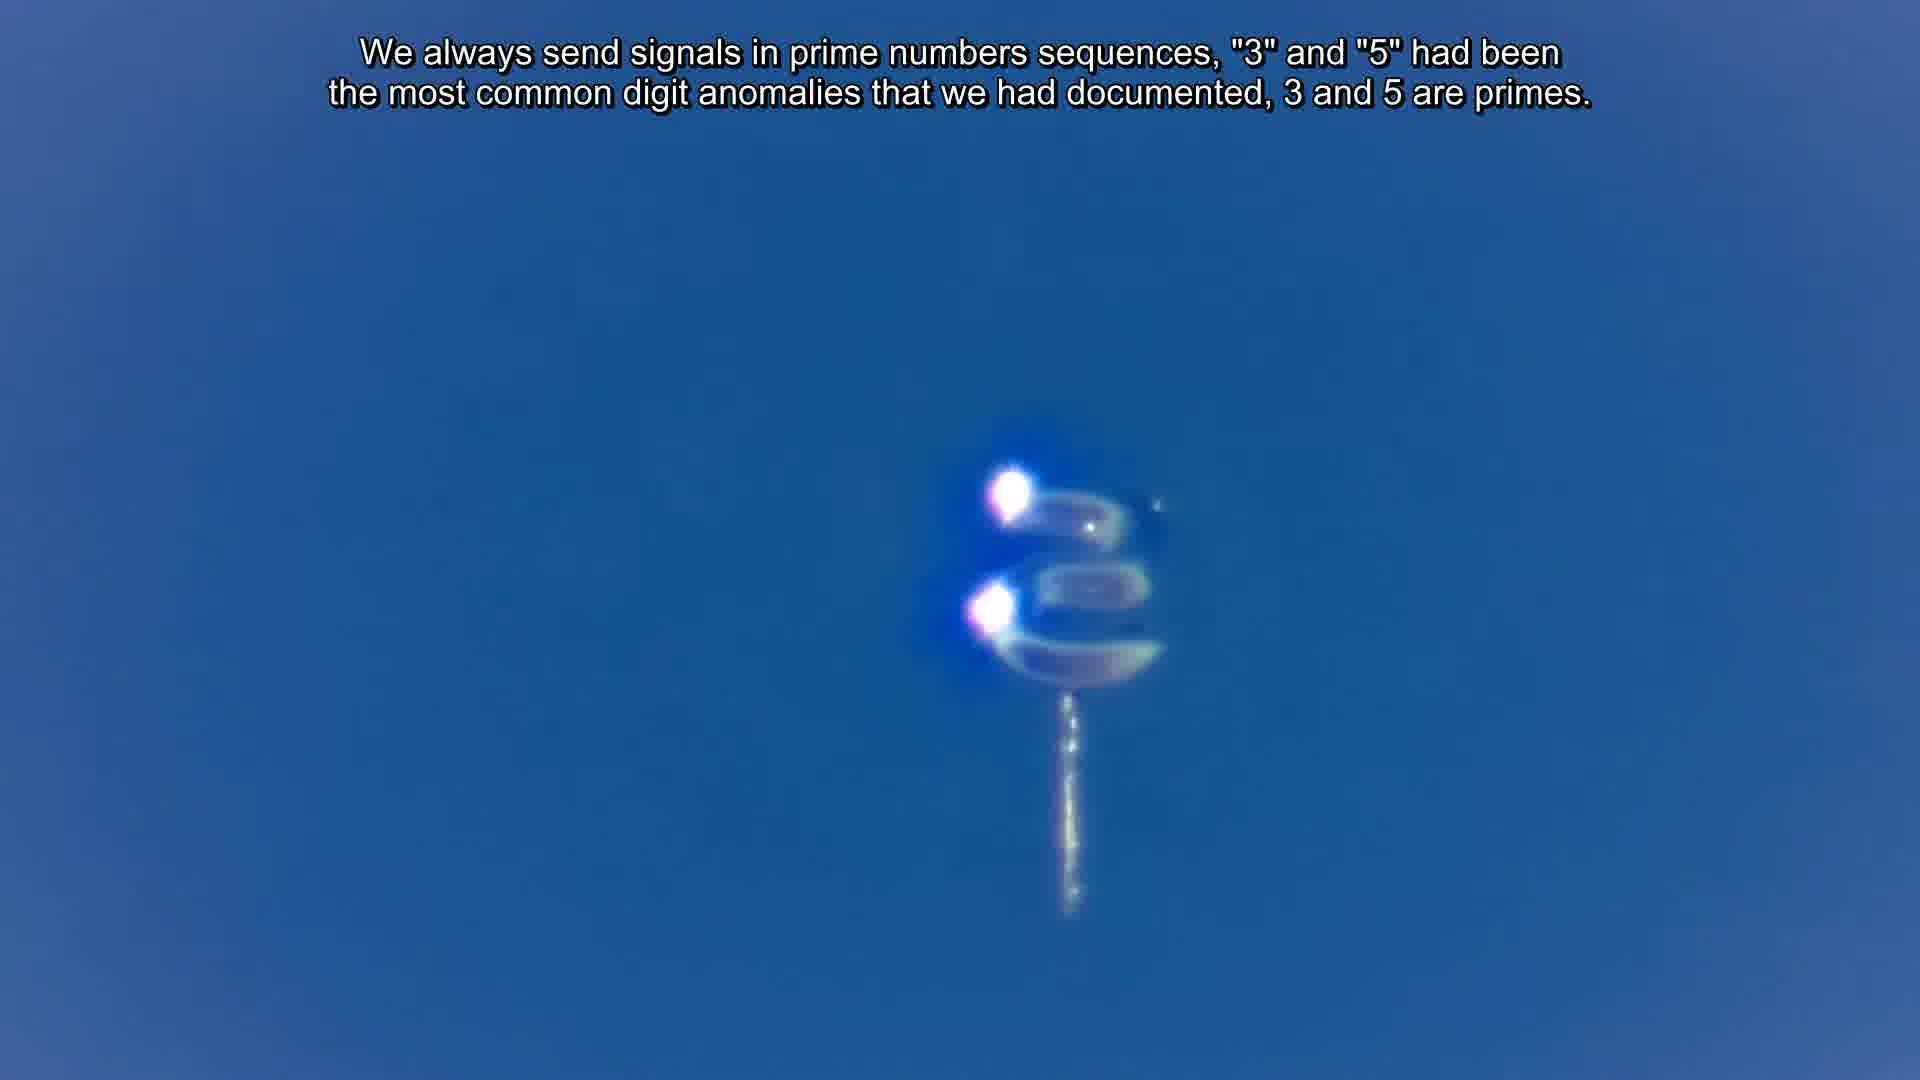 We always send signals in prime numbers sequences, "3" and "5" had been
the most common digit anomalies that we had documented, 3 and 5 are primes.